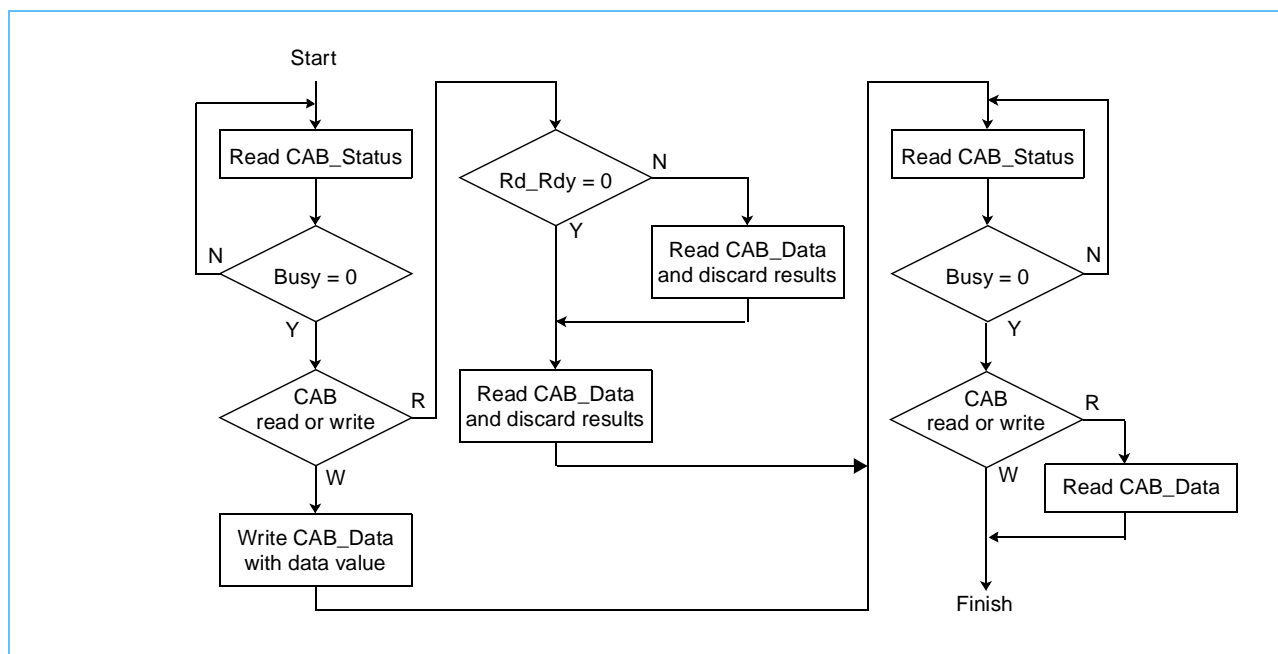 Start
Read CAB_Status
N
Busy = 0
Y
CAB
read or write
R
W
Write CAB_Data
with data value
Rd_Rdy = 0
N
Y
Read CAB_Data
and discard results
Read CAB_Data
and discard results
Read CAB_Status
Busy = 0
N
Y
CAB
read or write
R
W
Read CAB_Data
Finish